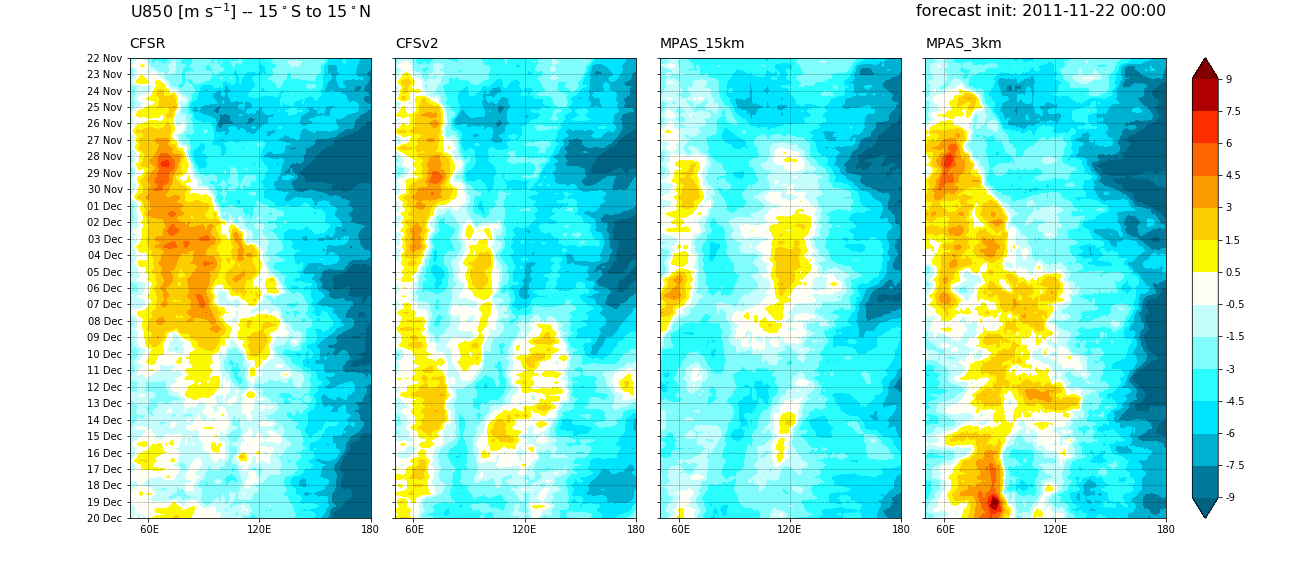 U850 [m s⁻¹] -- 15°S to 15°N
forecast init: 2011-11-22 00:00
CFSR
CFSv2
MPAS_15km
MPAS_3km
22 Nov
23 Nov
24 Nov
25 Nov
26 Nov
27 Nov
28 Nov
29 Nov
30 Nov
01 Dec
02 Dec
03 Dec
04 Dec
05 Dec
06 Dec
07 Dec
08 Dec
09 Dec
10 Dec
11 Dec
12 Dec
13 Dec
14 Dec
15 Dec
16 Dec
17 Dec
18 Dec
19 Dec
20 Dec
60E 120E 180
60E 120E 180
60E 120E 180
60E 120E 180
9
7.5
6
4.5
3
1.5
0.5
-0.5
-1.5
-3
-4.5
-6
-7.5
-9